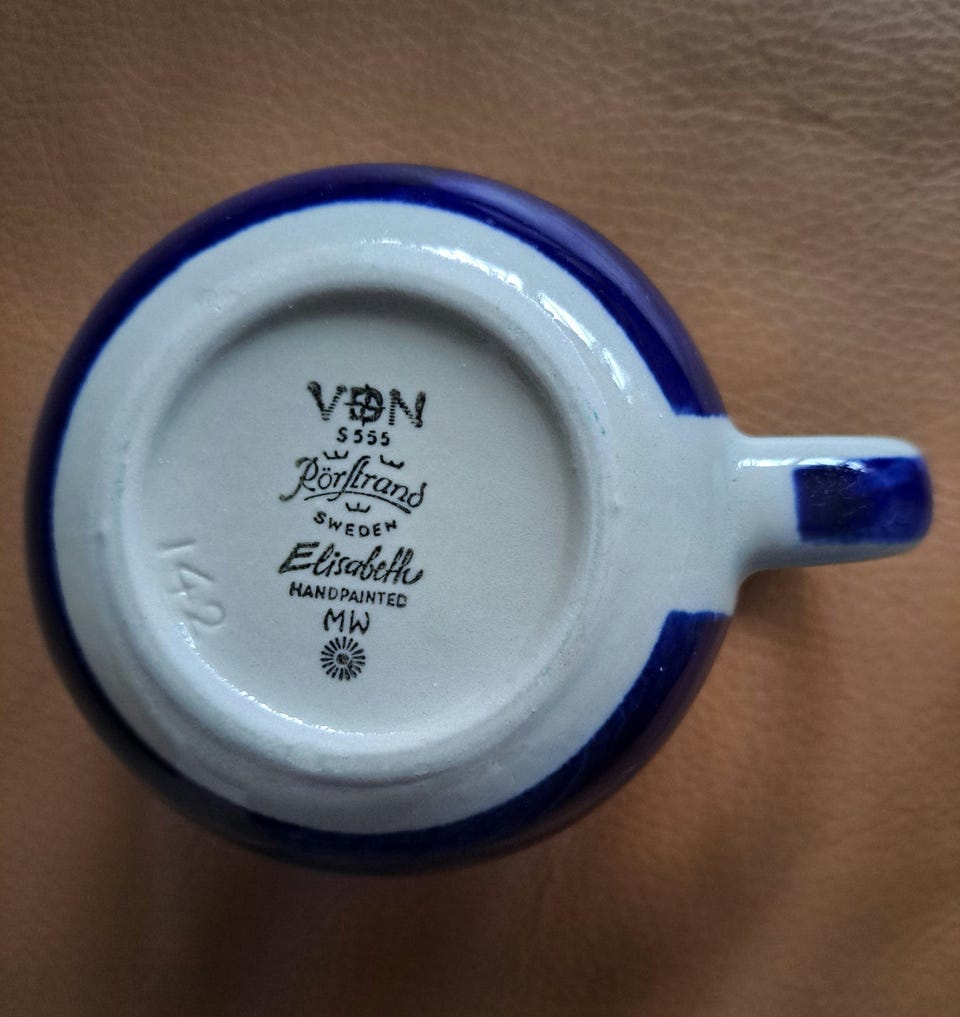 VDN
S555
Rörstrand
SWEDEN
Elisabeth
HANDPAINTED
MW
142